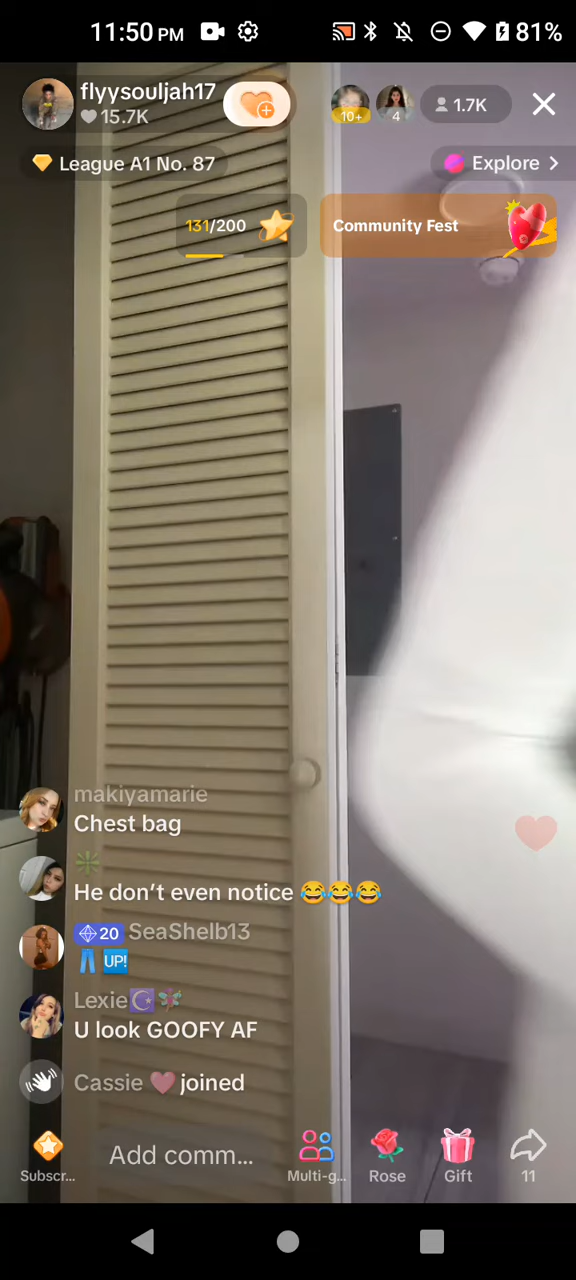 11:50 PM 81%
flyysouljah17
15.7K
10+ 4 1.7K
League A1 No. 87
Explore >
131/200
Community Fest
makiyamarie
Chest bag
He don't even notice 😂😂😂
20 SeaShelb13
👖🆙
Lexie☪️🧚
U look GOOFY AF
Cassie 🩷 joined
Add comm...
Subscr... Multi-g... Rose Gift 11